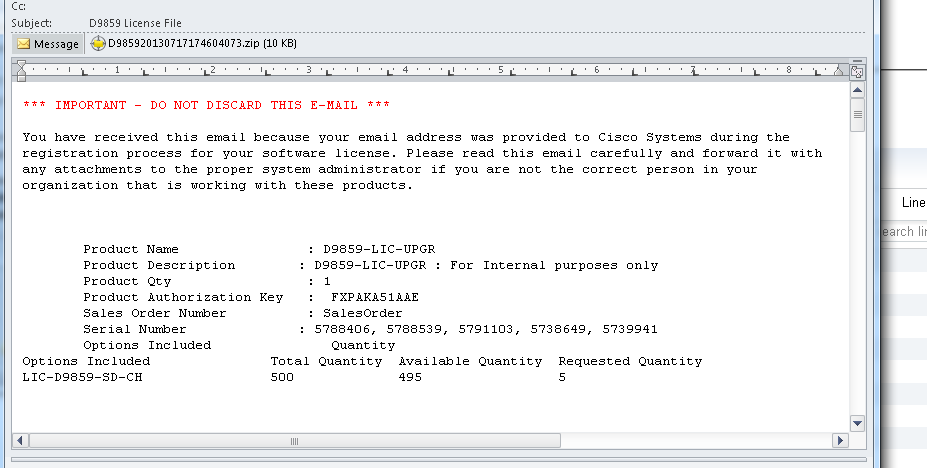 Cc:
Subject: D9859 License File
Message D985920130717174604073.zip (10 KB)
1 2 3 4 5 6 7 8
*** IMPORTANT - DO NOT DISCARD THIS E-MAIL ***
You have received this email because your email address was provided to Cisco Systems during the
registration process for your software license. Please read this email carefully and forward it with
any attachments to the proper system administrator if you are not the correct person in your
organization that is working with these products.
Line
earch lin
Product Name : D9859-LIC-UPGR
Product Description : D9859-LIC-UPGR : For Internal purposes only
Product Qty : 1
Product Authorization Key : FXPAKA51AAE
Sales Order Number : SalesOrder
Serial Number : 5788406, 5788539, 5791103, 5738649, 5739941
Options Included Quantity
Options Included Total Quantity Available Quantity Requested Quantity
LIC-D9859-SD-CH 500 495 5